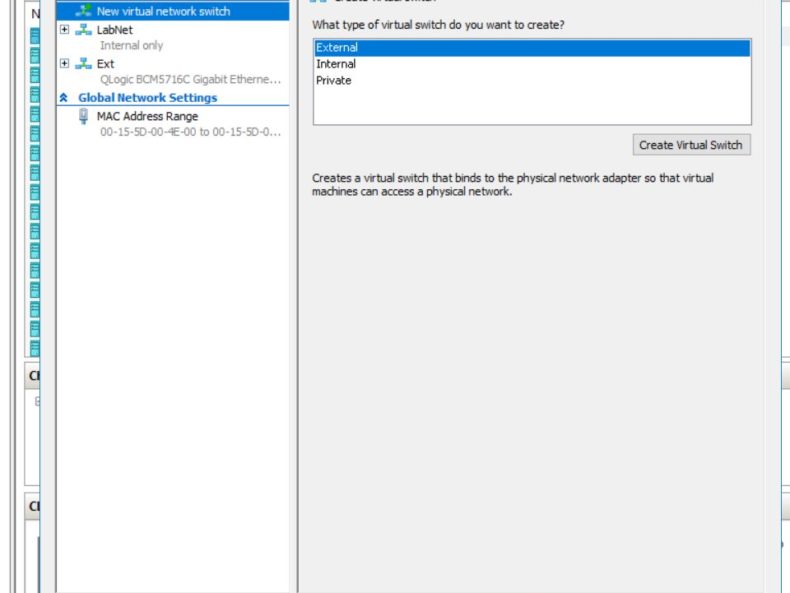 N
New virtual network switch
LabNet
Internal only
Ext
QLogic BCM5716C Gigabit Etherne...
Global Network Settings
MAC Address Range
00-15-5D-00-4E-00 to 00-15-5D-0...
Create virtual switch
What type of virtual switch do you want to create?
External
Internal
Private
Create Virtual Switch
Creates a virtual switch that binds to the physical network adapter so that virtual
machines can access a physical network.